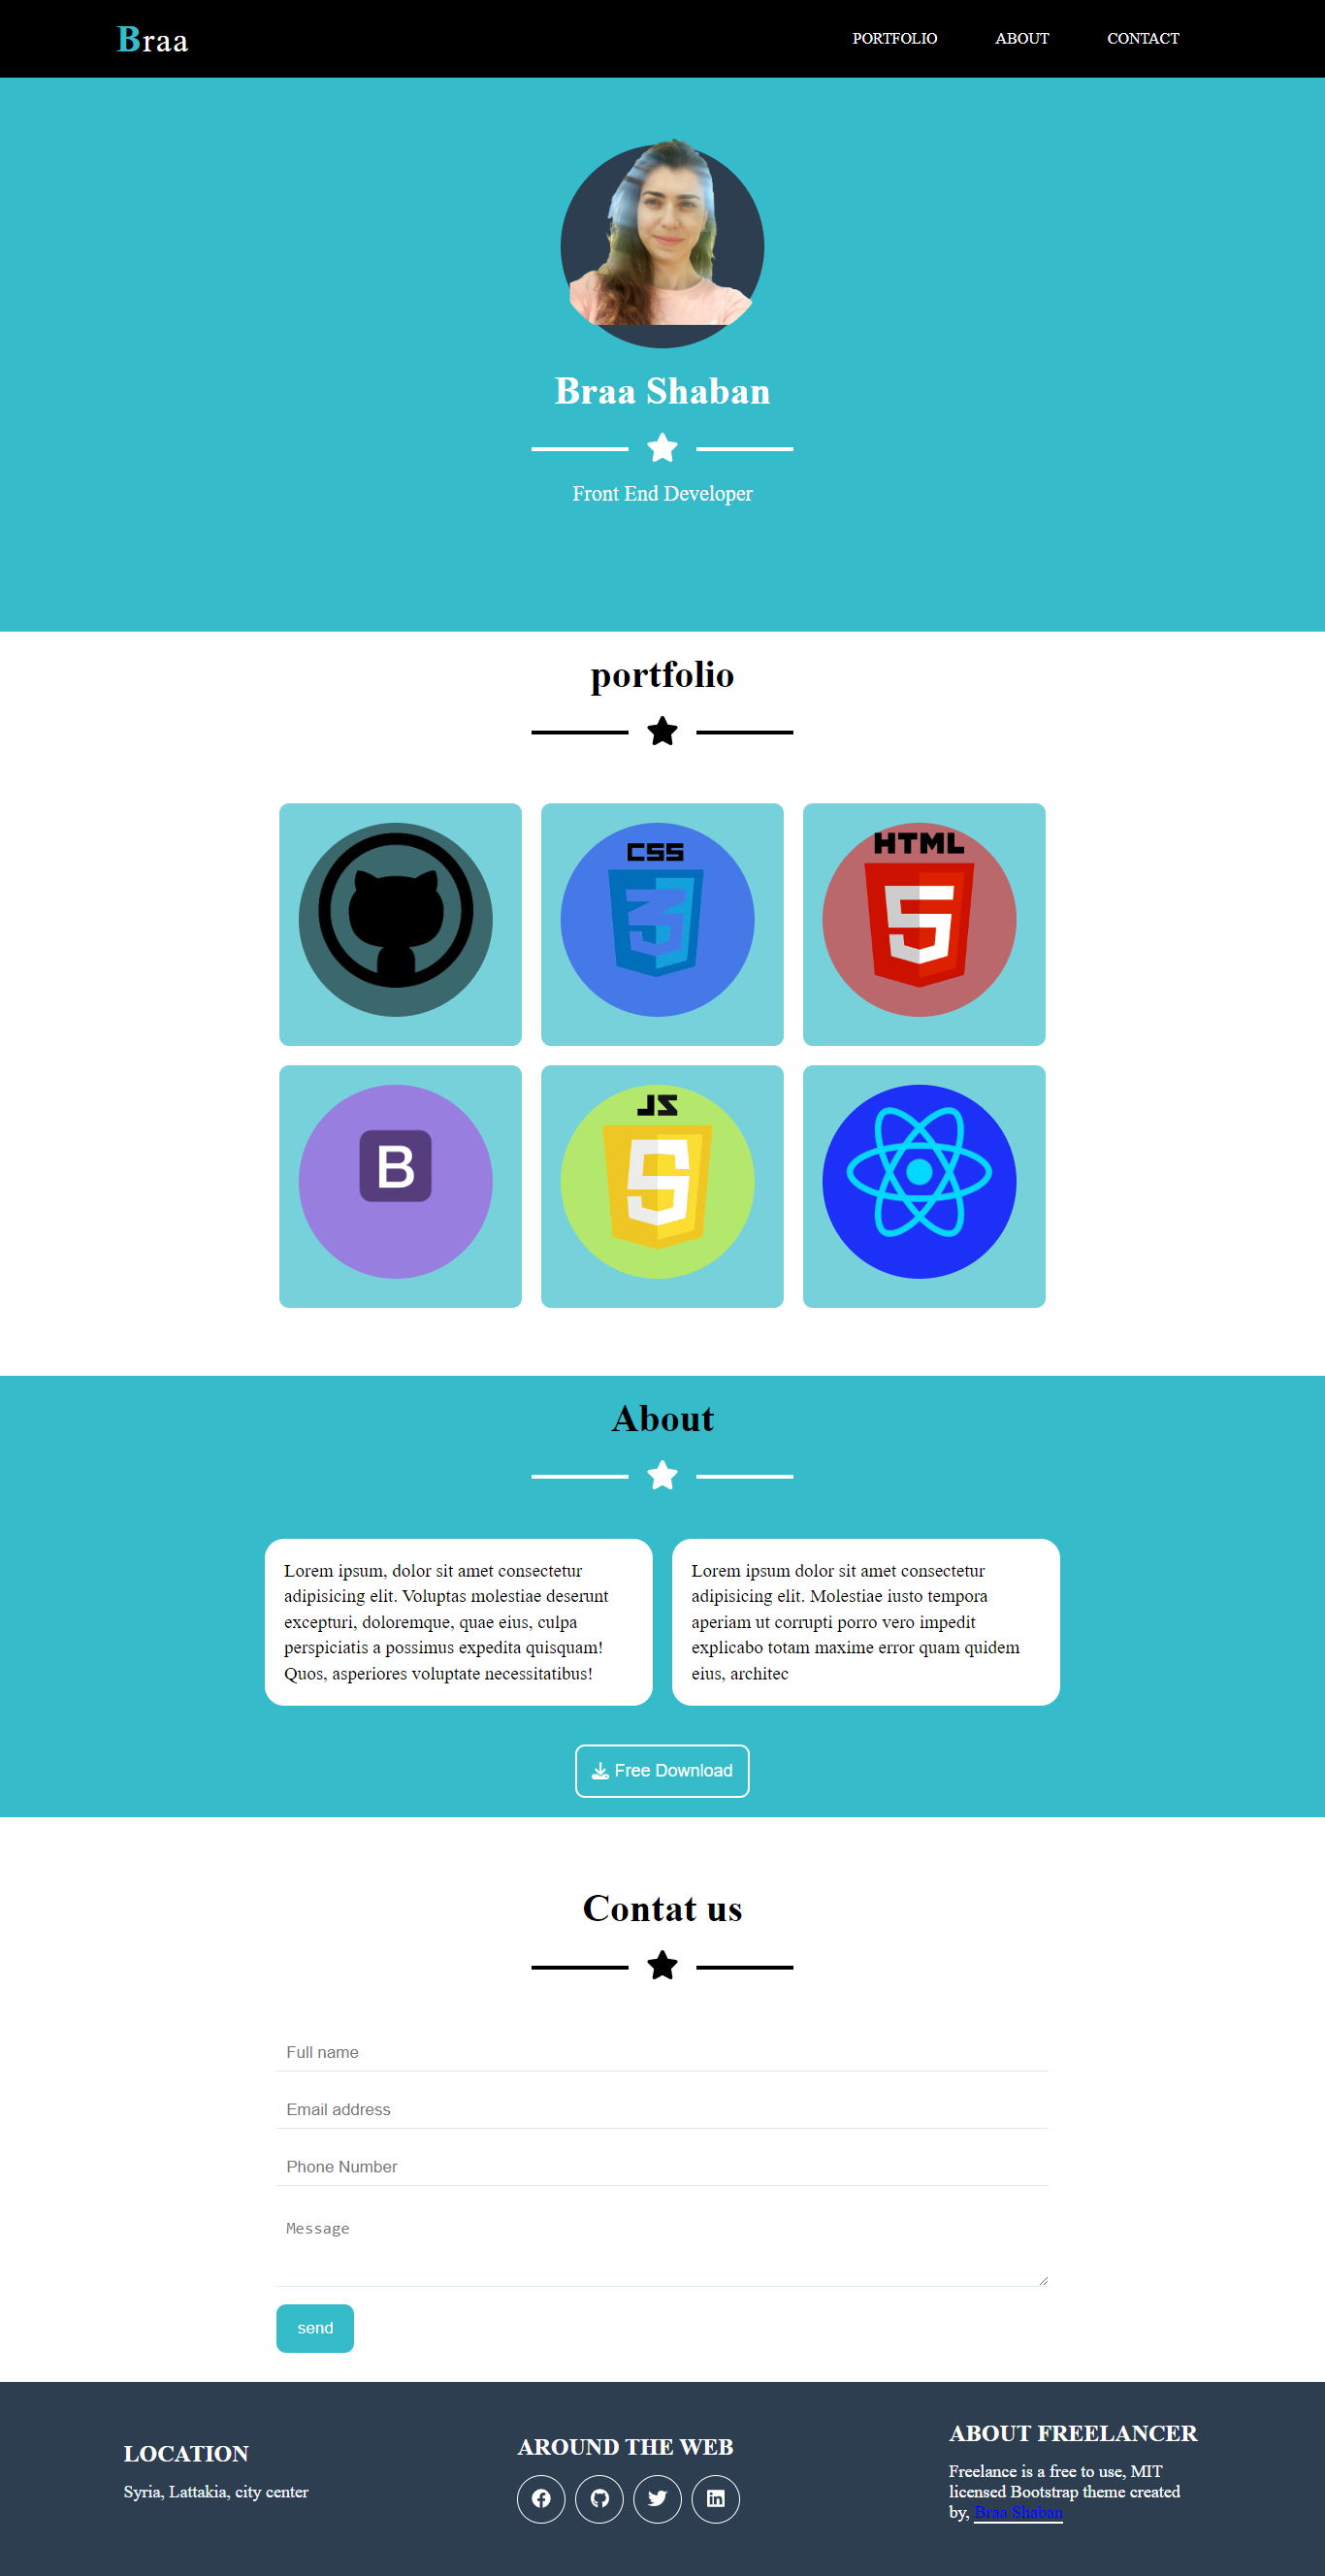 Braa
PORTFOLIO ABOUT CONTACT
Braa Shaban
Front End Developer
portfolio
CSS
HTML
B
JS
About
Lorem ipsum, dolor sit amet consectetur
adipisicing elit. Voluptas molestiae deserunt
excepturi, doloremque, quae eius, culpa
perspiciatis a possimus expedita quisquam!
Quos, asperiores voluptate necessitatibus!
Lorem ipsum dolor sit amet consectetur
adipisicing elit. Molestiae iusto tempora
aperiam ut corrupti porro vero impedit
explicabo totam maxime error quam quidem
eius, architec
Free Download
Contat us
Full name
Email address
Phone Number
Message
send
LOCATION
Syria, Lattakia, city center
AROUND THE WEB
ABOUT FREELANCER
Freelance is a free to use, MIT
licensed Bootstrap theme created
by, Braa Shaban